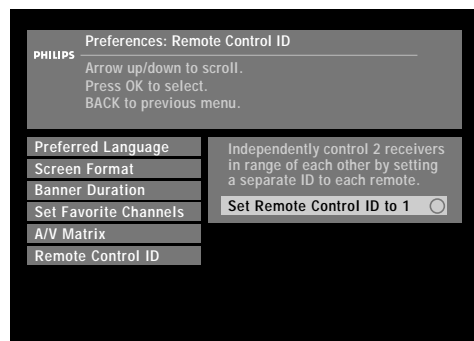 Preferences: Remote Control ID
PHILIPS
Arrow up/down to scroll.
Press OK to select.
BACK to previous menu.
Preferred Language
Screen Format
Banner Duration
Set Favorite Channels
A/V Matrix
Remote Control ID
Independently control 2 receivers
in range of each other by setting
a separate ID to each remote.
Set Remote Control ID to 1